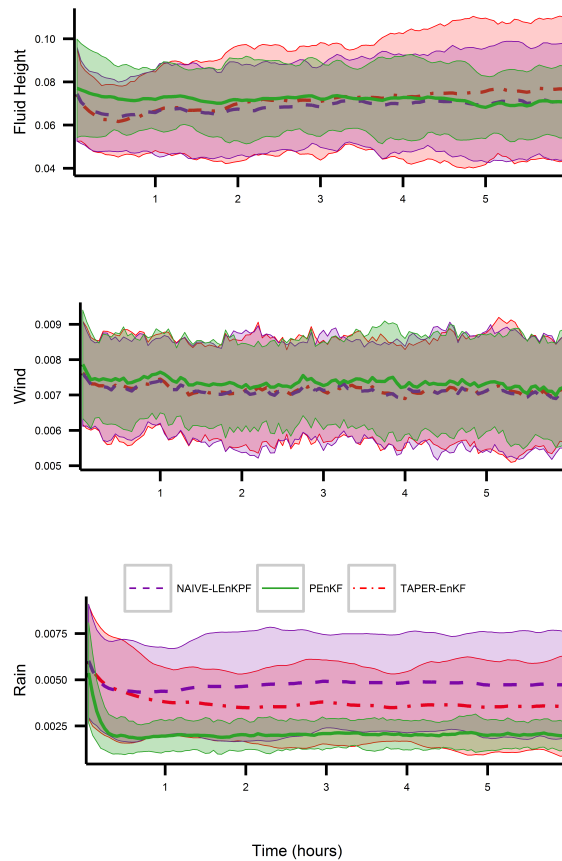 Fluid Height
0.10
0.08
0.06
0.04
1 2 3 4 5
Wind
0.009
0.008
0.007
0.006
0.005
1 2 3 4 5
NAIVE-LEnKPF PEnKF TAPER-EnKF
Rain
0.0075
0.0050
0.0025
1 2 3 4 5
Time (hours)